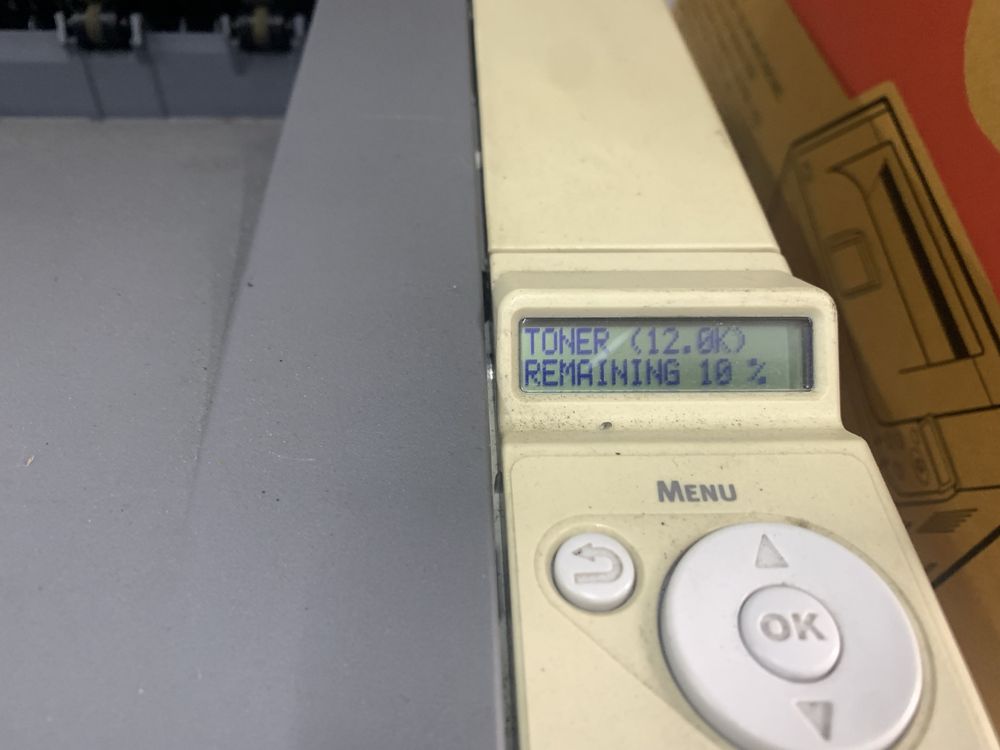 TONER (12.0K)
REMAINING 10 %
MENU
OK